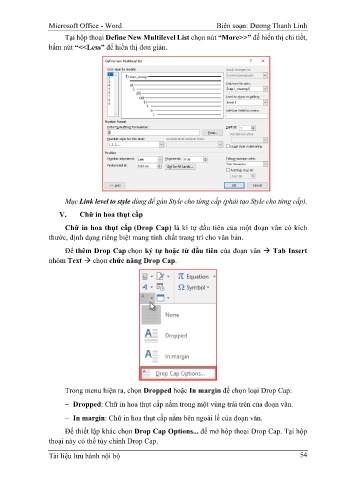 Microsoft Office - Word Biên soạn: Dương Thanh Linh
Tại hộp thoại Define New Multilevel List chọn nút “More>>” để hiển thị chi tiết,
bấm nút “<<Less” để hiển thị đơn giản.
Define new Multilevel list
Number format
Position
OK Cancel
Mục Link level to style dùng để gán Style cho từng cấp (phải tạo Style cho từng cấp).
V. Chữ in hoa thụt cấp
Chữ in hoa thụt cấp (Drop Cap) là kí tự đầu tiên của một đoạn văn có kích
thước, định dạng riêng biệt mang tính chất trang trí cho văn bản.
Để thêm Drop Cap chọn ký tự hoặc từ đầu tiên của đoạn văn → Tab Insert
nhóm Text → chọn chức năng Drop Cap.
π Equation
Ω Symbol
None
Dropped
In margin
Drop Cap Options...
Trong menu hiện ra, chọn Dropped hoặc In margin để chọn loại Drop Cap:
– Dropped: Chữ in hoa thụt cấp nằm trong một vùng trái trên của đoạn văn.
– In margin: Chữ in hoa thụt cấp nằm bên ngoài lề của đoạn văn.
Để thiết lập khác chọn Drop Cap Options... để mở hộp thoại Drop Cap. Tại hộp
thoại này có thể tùy chỉnh Drop Cap.
Tài liệu lưu hành nội bộ 54